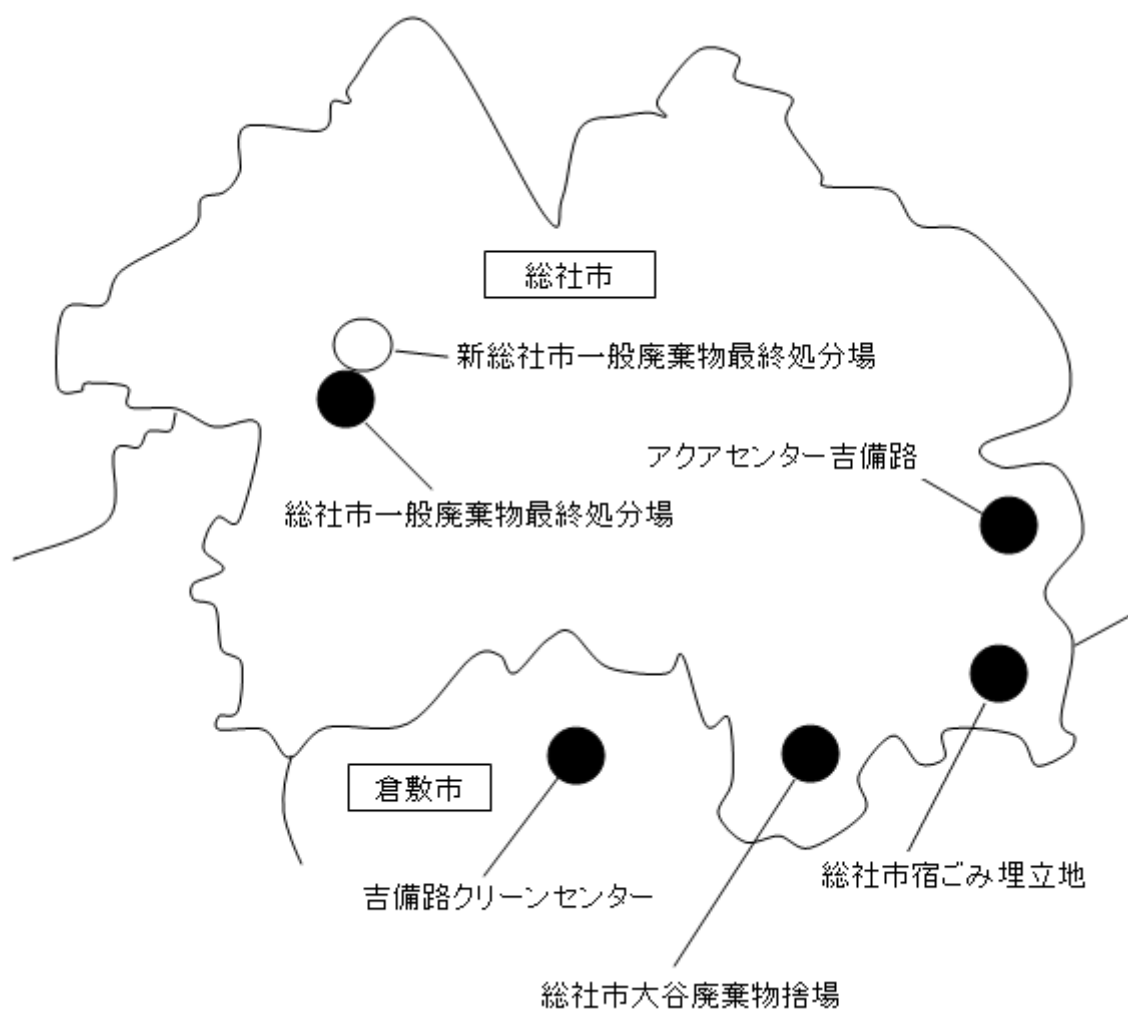 総社市
新総社市一般廃棄物最終処分場
アクアセンター吉備路
総社市一般廃棄物最終処分場
倉敷市
総社市宿ごみ埋立地
吉備路クリーンセンター
総社市大谷廃棄物捨場